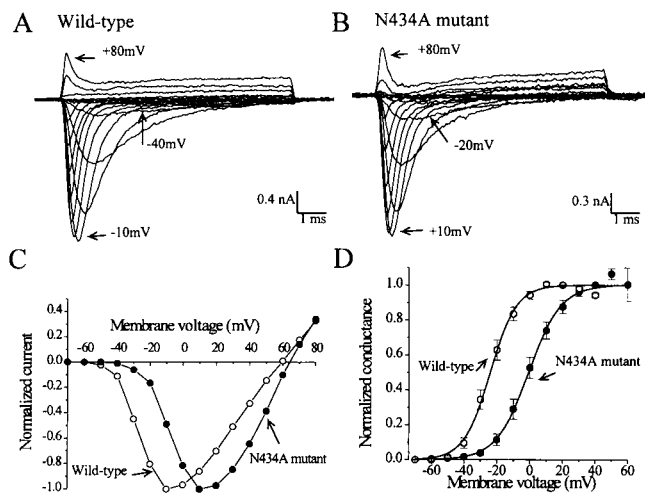 A Wild-type
+80mV
-40mV
-10mV
0.4 nA
1 ms
B N434A mutant
+80mV
-20mV
+10mV
0.3 nA
1 ms
C
Membrane voltage (mV)
-60 -40 -20 0 20 40 60 80
0.4
0.2
0.0
-0.2
-0.4
-0.6
-0.8
-1.0
Normalized current
Wild-type
N434A mutant
D
1.0
0.8
0.6
0.4
0.2
0.0
Normalized conductance
Wild-type
N434A mutant
-60 -40 -20 0 20 40 60
Membrane voltage (mV)